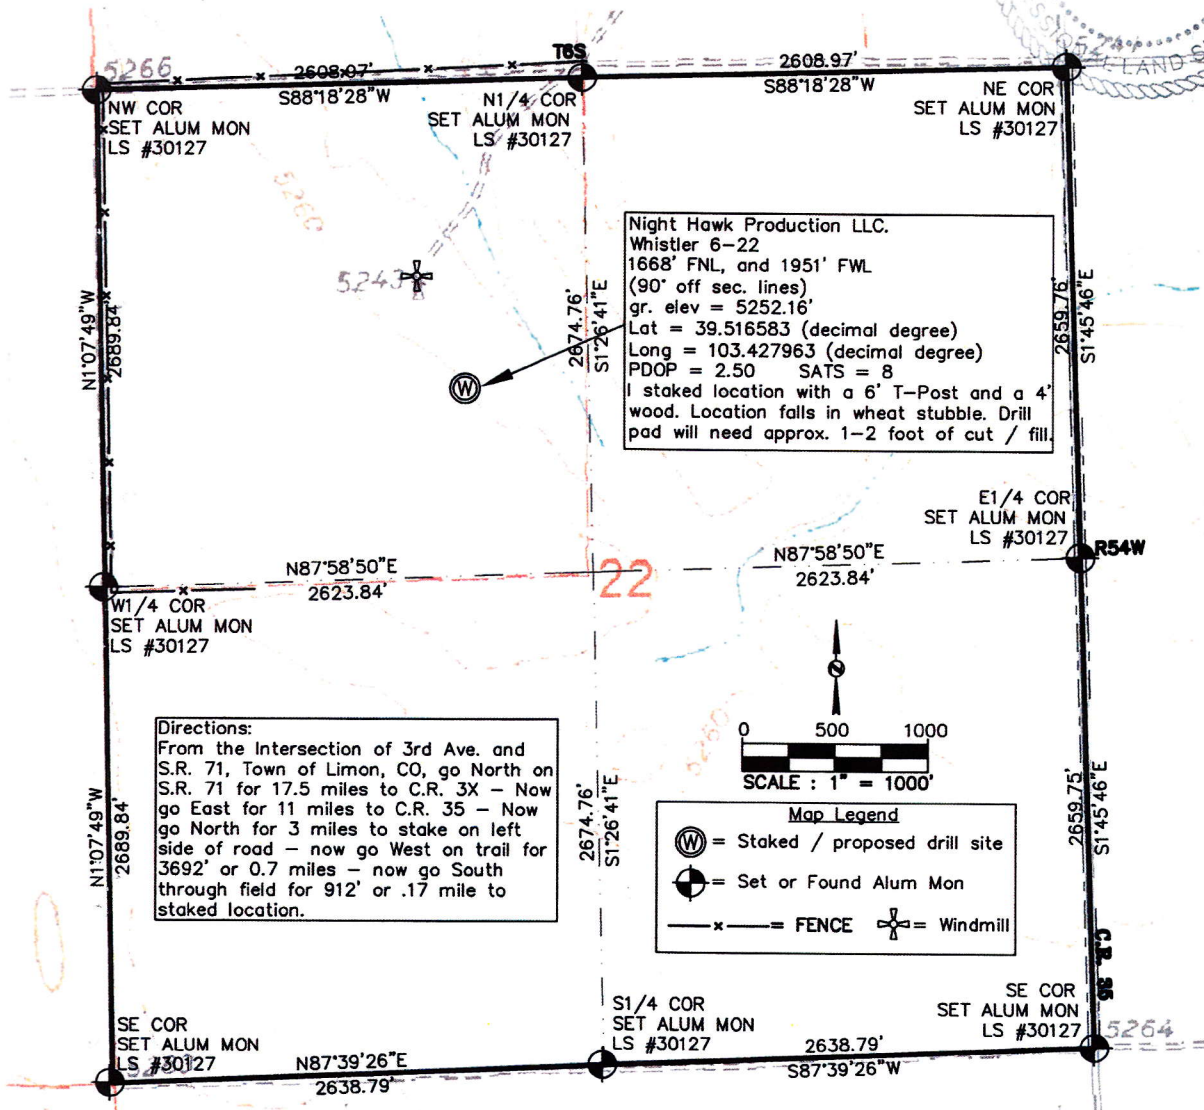 T6S
5266
2608.97'
S88°18'28"W
2608.97'
S88°18'28"W
NW COR
SET ALUM MON
LS #30127
N1/4 COR
SET ALUM MON
LS #30127
NE COR
SET ALUM MON
LS #30127
LAND S
5260
5243
N1°07'49"W
2689.84'
2674.76'
S1°26'41"E
2659.76'
S1°45'46"E
Night Hawk Production LLC.
Whistler 6-22
1668' FNL, and 1951' FWL
(90° off sec. lines)
gr. elev = 5252.16'
Lat = 39.516583 (decimal degree)
Long = 103.427963 (decimal degree)
PDOP = 2.50 SATS = 8
I staked location with a 6' T-Post and a 4'
wood. Location falls in wheat stubble. Drill
pad will need approx. 1-2 foot of cut / fill.
W
E1/4 COR
SET ALUM MON
LS #30127
R54W
N87°58'50"E
2623.84'
22
N87°58'50"E
2623.84'
W1/4 COR
SET ALUM MON
LS #30127
N
5260
0 500 1000
SCALE : 1" = 1000'
Directions:
From the Intersection of 3rd Ave. and
S.R. 71, Town of Limon, CO, go North on
S.R. 71 for 17.5 miles to C.R. 3X - Now
go East for 11 miles to C.R. 35 - Now
go North for 3 miles to stake on left
side of road - now go West on trail for
3692' or 0.7 miles - now go South
through field for 912' or .17 mile to
staked location.
N1°07'49"W
2689.84'
2674.76'
S1°26'41"E
2659.75'
S1°45'46"E
Map Legend
W = Staked / proposed drill site
= Set or Found Alum Mon
x = FENCE = Windmill
C.R. 35
SE COR
SET ALUM MON
LS #30127
N87°39'26"E
2638.79'
S1/4 COR
SET ALUM MON
LS #30127
2638.79'
S87°39'26"W
SE COR
SET ALUM MON
LS #30127
5264